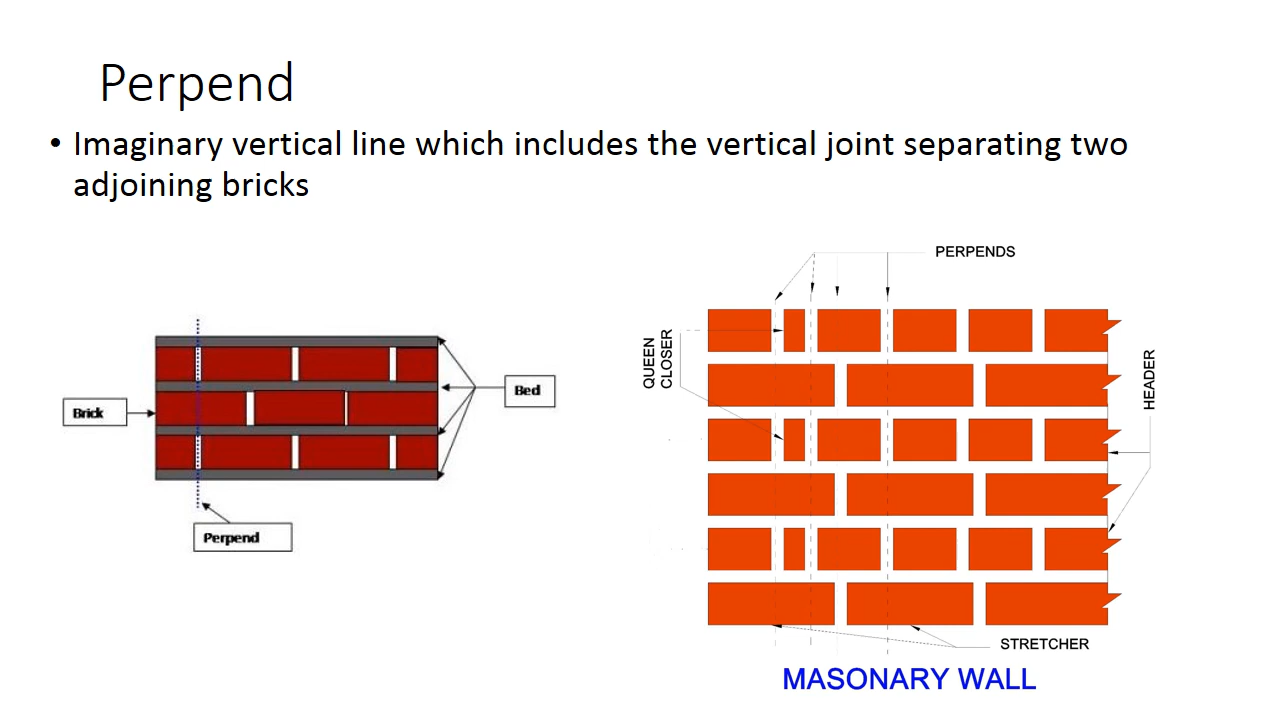 Perpend
• Imaginary vertical line which includes the vertical joint separating two
adjoining bricks
Brick
Bed
Perpend
PERPENDS
QUEEN
CLOSER
HEADER
STRETCHER
MASONARY WALL